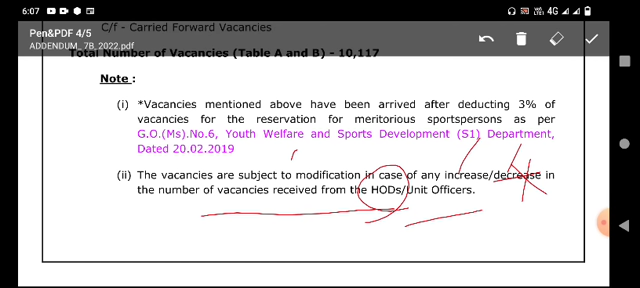 6:07
4G
C/f - Carried Forward Vacancies
Pen&PDF 4/5
ADDENDUM_7B_2022.pdf
Total Number of Vacancies (Table A and B) - 10,117
Note :
(i) *Vacancies mentioned above have been arrived after deducting 3% of
vacancies for the reservation for meritorious sportspersons as per
G.O.(Ms).No.6, Youth Welfare and Sports Development (S1) Department,
Dated 20.02.2019
(ii) The vacancies are subject to modification in case of any increase/decrease in
the number of vacancies received from the HODs/Unit Officers.